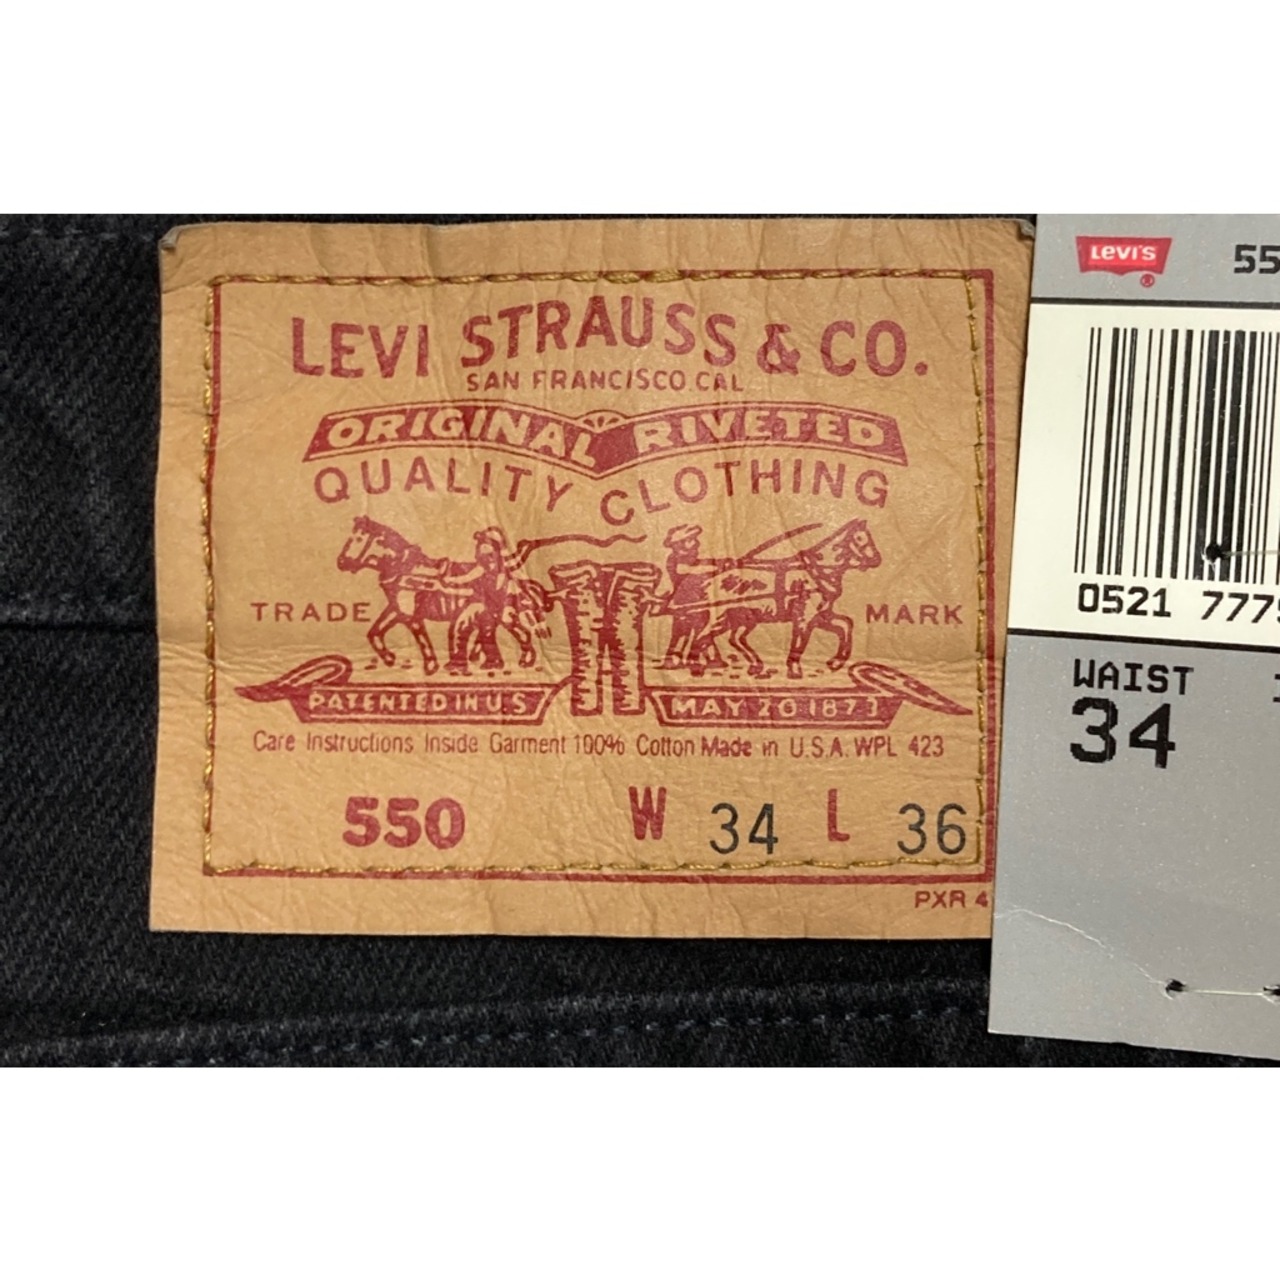 LEVI STRAUSS & CO.
SAN FRANCISCO.CAL
ORIGINAL RIVETED
QUALITY CLOTHING
TRADE MARK
PATENTED IN U.S MAY 20 1873
Care Instructions Inside Garment 100% Cotton Made in U.S.A. WPL 423
550 W 34 L 36
PXR 4
LEVI'S ®
55
0521 777
WAIST
34